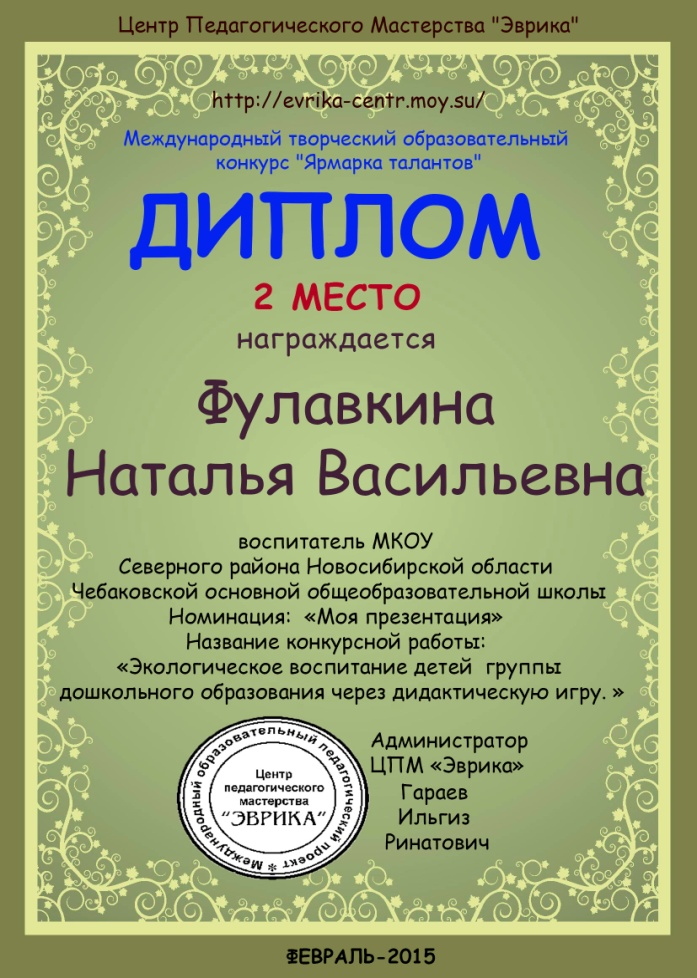 Центр Педагогического Мастерства "Эврика"
http://evrika-centr.moy.su/
Международный творческий образовательный
конкурс "Ярмарка талантов"
ДИПЛОМ
2 МЕСТО
награждается
Фулавкина
Наталья Васильевна
воспитатель МКОУ
Северного района Новосибирской области
Чебаковской основной общеобразовательной школы
Номинация: «Моя презентация»
Название конкурсной работы:
«Экологическое воспитание детей группы
дошкольного образования через дидактическую игру. »
Международный образовательный педагогический проект *
Центр
педагогического
мастерства
"ЭВРИКА"
Администратор
ЦПМ «Эврика»
Гараев
Ильгиз
Ринатович
ФЕВРАЛЬ-2015